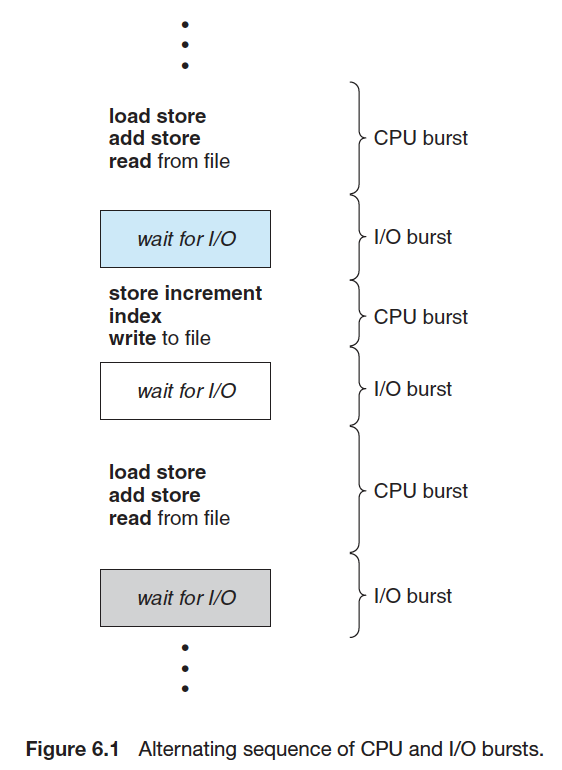 load store
add store
read from file
CPU burst
wait for I/O
I/O burst
store increment
index
write to file
CPU burst
wait for I/O
I/O burst
load store
add store
read from file
CPU burst
wait for I/O
I/O burst
Figure 6.1 Alternating sequence of CPU and I/O bursts.